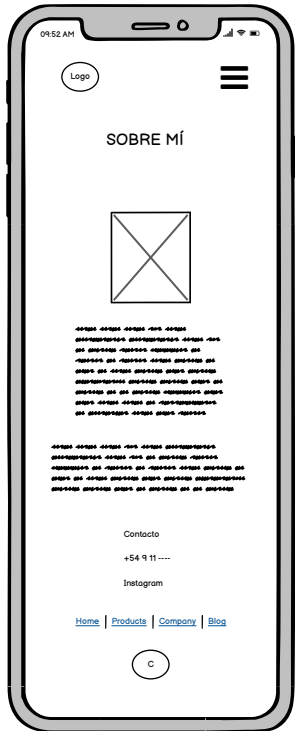 09:52 AM
Logo
SOBRE MÍ
Contacto
+54 9 11 ----
Instagram
Home | Products | Company | Blog
C